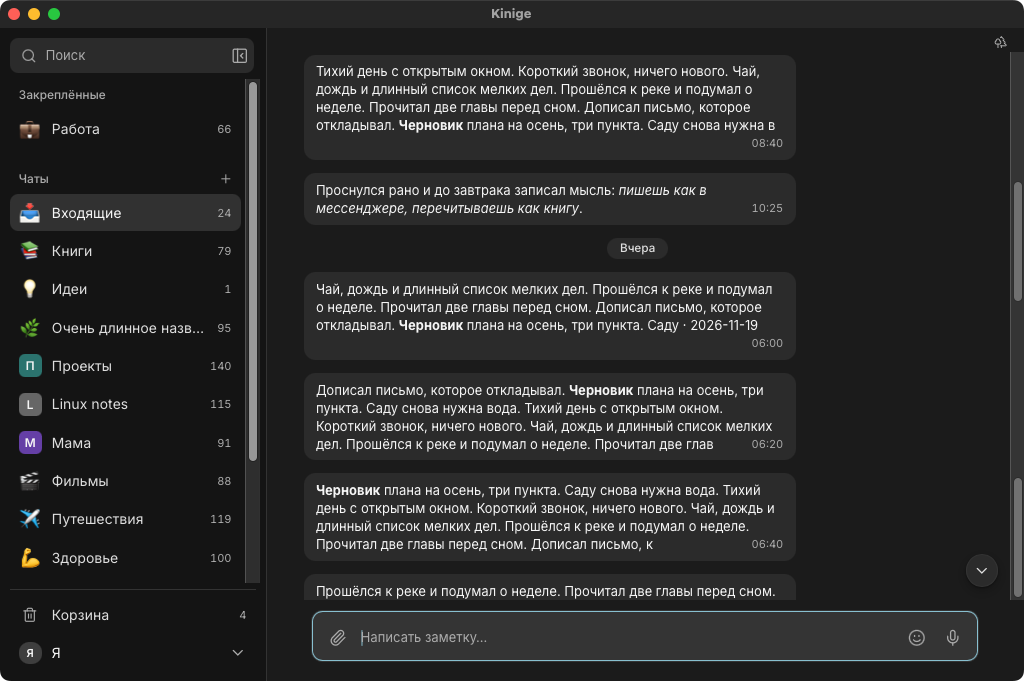 Kinige
Поиск
Закреплённые
Работа 66
Чаты
Входящие 24
Книги 79
Идеи 1
Очень длинное назв... 95
П Проекты 140
L Linux notes 115
М Мама 91
Фильмы 88
Путешествия 119
Здоровье 100
Корзина 4
Я Я
Тихий день с открытым окном. Короткий звонок, ничего нового. Чай,
дождь и длинный список мелких дел. Прошёлся к реке и подумал о
неделе. Прочитал две главы перед сном. Дописал письмо, которое
откладывал. Черновик плана на осень, три пункта. Саду снова нужна в
08:40
Проснулся рано и до завтрака записал мысль: пишешь как в
мессенджере, перечитываешь как книгу.
10:25
Вчера
Чай, дождь и длинный список мелких дел. Прошёлся к реке и подумал
о неделе. Прочитал две главы перед сном. Дописал письмо, которое
откладывал. Черновик плана на осень, три пункта. Саду · 2026-11-19
06:00
Дописал письмо, которое откладывал. Черновик плана на осень, три
пункта. Саду снова нужна вода. Тихий день с открытым окном.
Короткий звонок, ничего нового. Чай, дождь и длинный список мелких
дел. Прошёлся к реке и подумал о неделе. Прочитал две глав
06:20
Черновик плана на осень, три пункта. Саду снова нужна вода. Тихий
день с открытым окном. Короткий звонок, ничего нового. Чай, дождь и
длинный список мелких дел. Прошёлся к реке и подумал о неделе.
Прочитал две главы перед сном. Дописал письмо, к
06:40
Прошёлся к реке и подумал о неделе. Прочитал две главы перед сном.
Написать заметку...